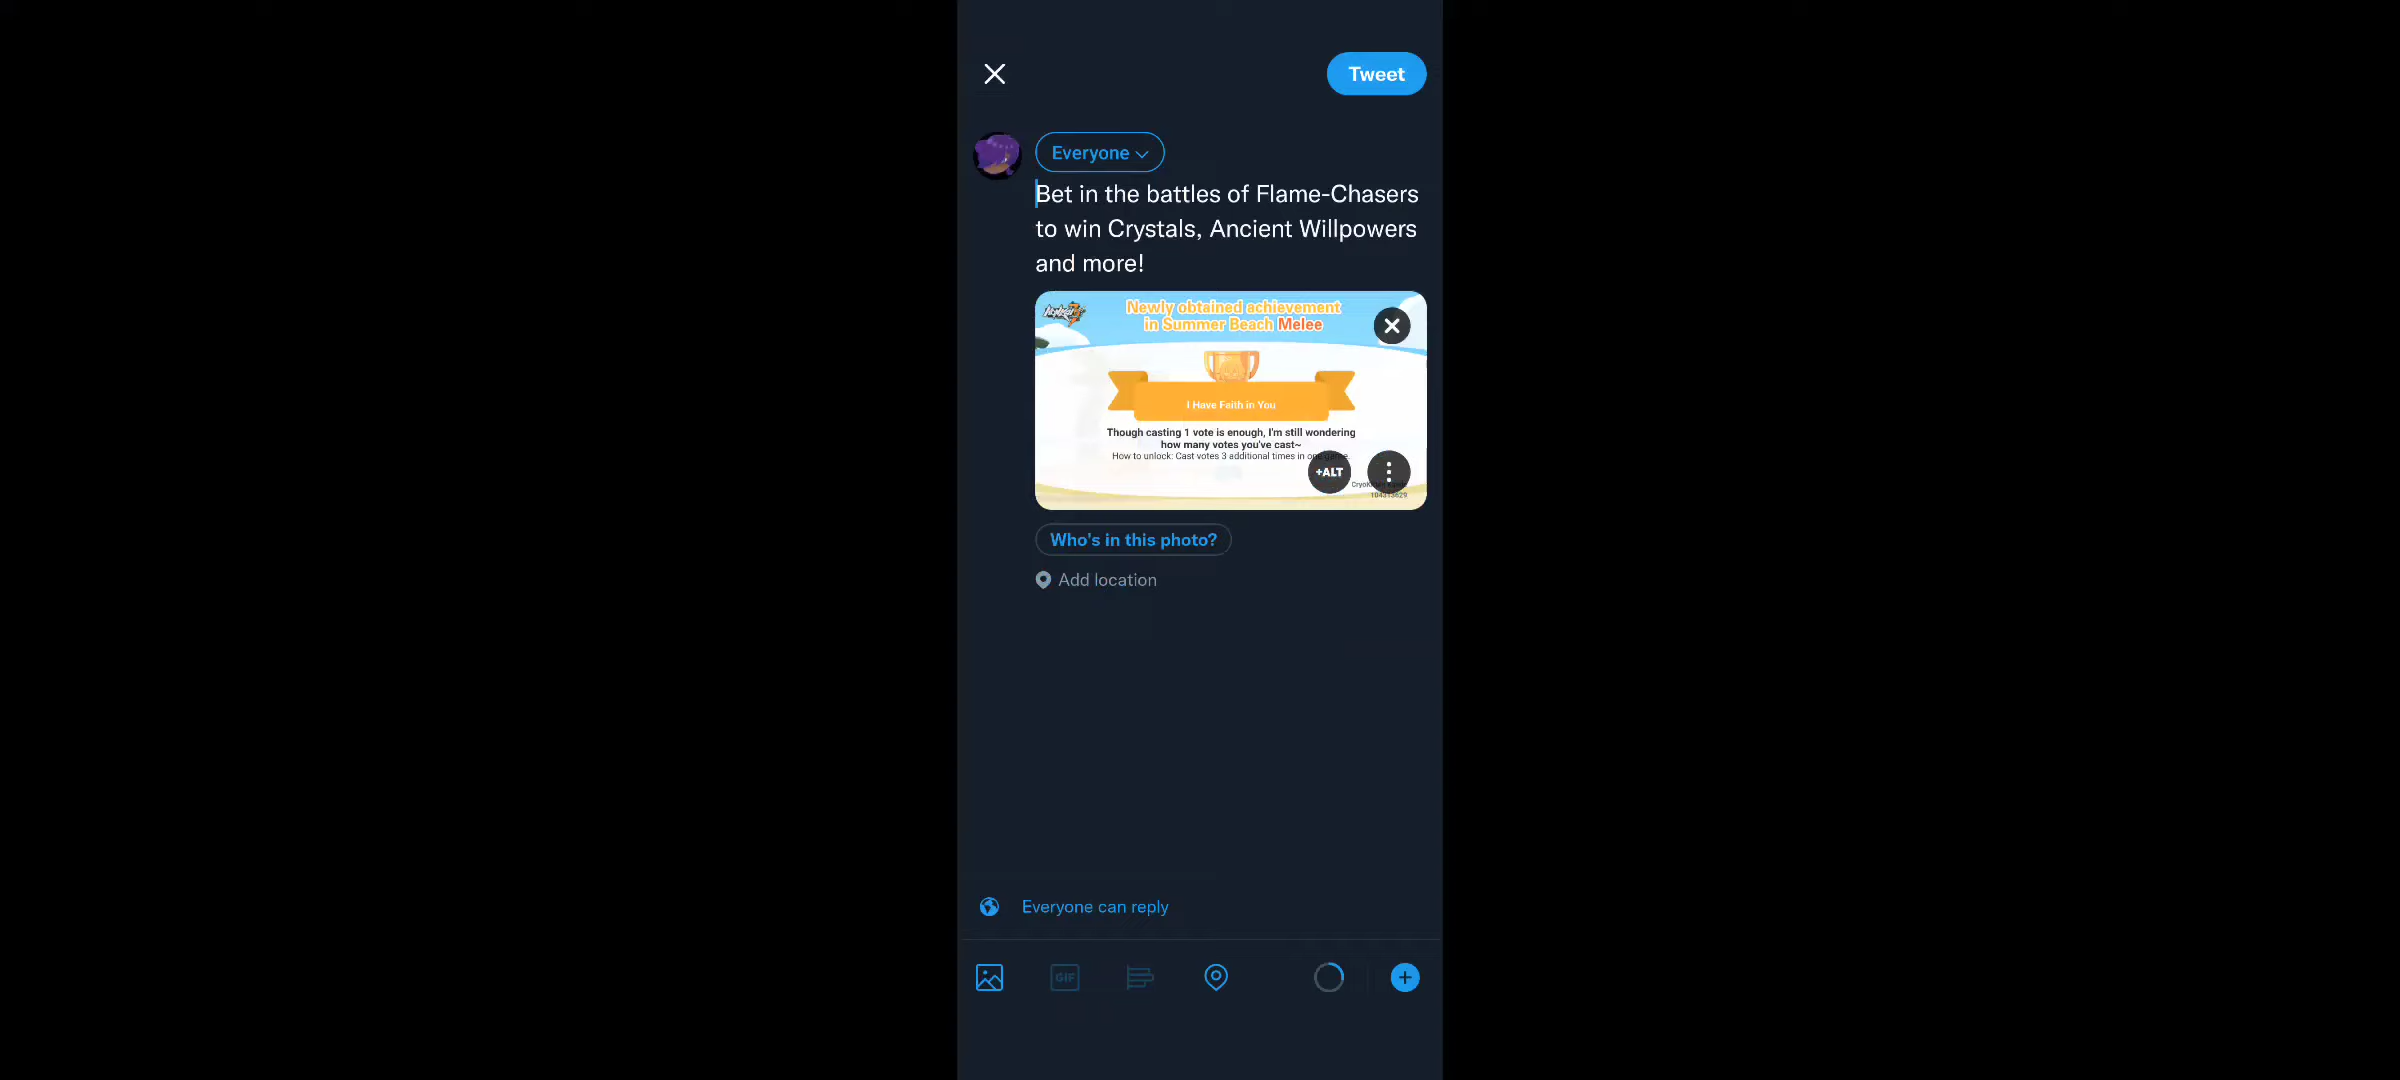 Tweet
Everyone
Bet in the battles of Flame-Chasers
to win Crystals, Ancient Willpowers
and more!
Newly obtained achievement
in Summer Beach Melee
I Have Faith in You
Though casting 1 vote is enough, I'm still wondering
how many votes you've cast~
How to unlock: Cast votes 3 additional times in
+ALT
104313629
Who's in this photo?
Add location
Everyone can reply
GIF